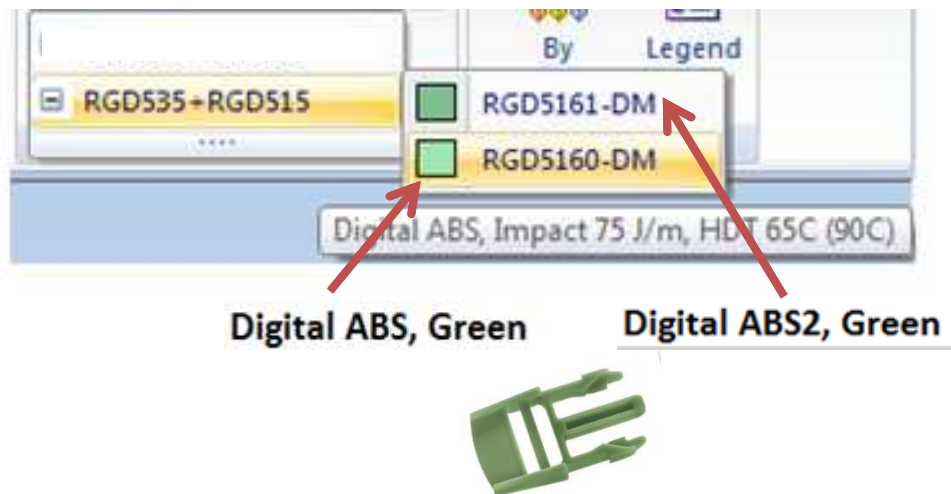 By Legend
RGD535+RGD515
RGD5161-DM
RGD5160-DM
Digital ABS, Impact 75 J/m, HDT 65C (90C)
Digital ABS, Green
Digital ABS2, Green